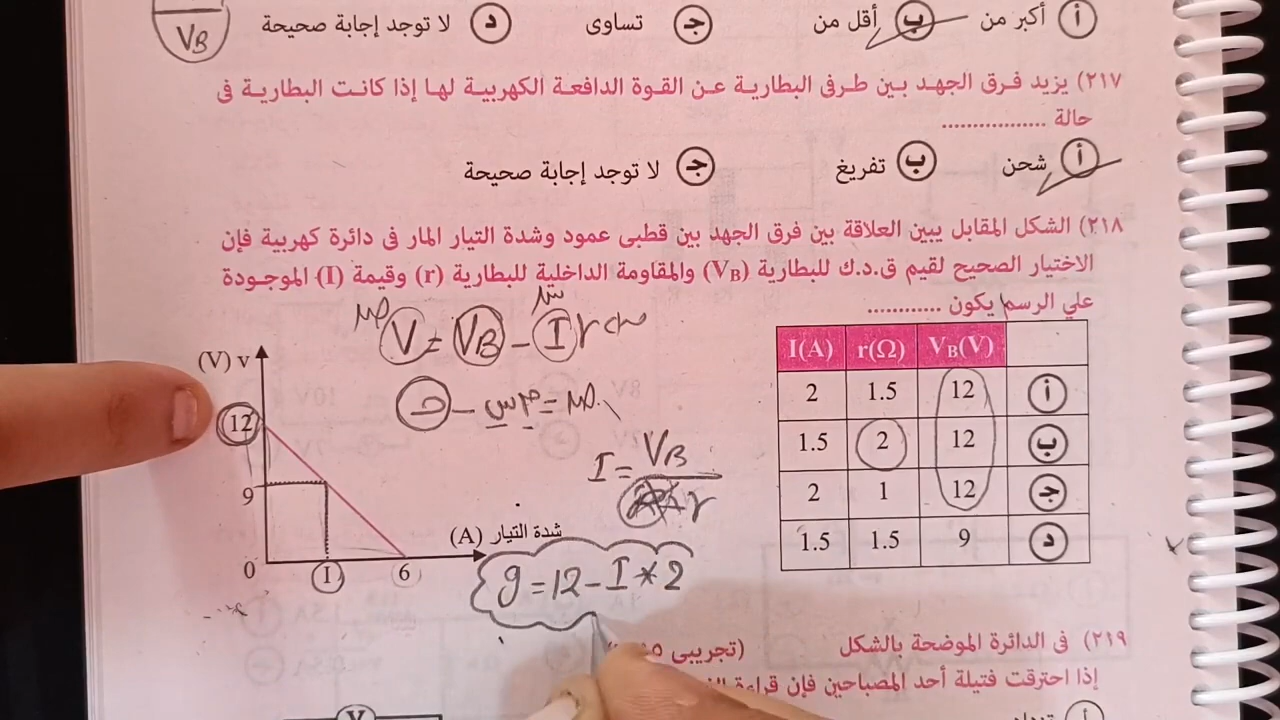 أ أكبر من ب أقل من ج تساوى د لا توجد إجابة صحيحة
VB
٢١٧) يزيد فرق الجهد بين طرفى البطارية عن القوة الدافعة الكهربية لها إذا كانت البطارية فى
حالة .................
أ شحن ب تفريغ ج لا توجد إجابة صحيحة
٢١٨) الشكل المقابل يبين العلاقة بين فرق الجهد بين قطبى عمود وشدة التيار المار فى دائرة كهربية فإن
الاختيار الصحيح لقيم ق.د.ك للبطارية (VB) والمقاومة الداخلية للبطارية (r) وقيمة (I) الموجودة
علي الرسم يكون ............
V = VB - I r
ص = م س - ج
I = VB / r
9 = 12 - I * 2
(V) v
12
9
0 I 6
شدة التيار (A)
I(A) r(Ω) VB(V)
2 1.5 12 أ
1.5 2 12 ب
2 1 12 ج
1.5 1.5 9 د
٢١٩) فى الدائرة الموضحة بالشكل (تجريبى
إذا احترقت فتيلة أحد المصباحين فإن قراءة
أ
V